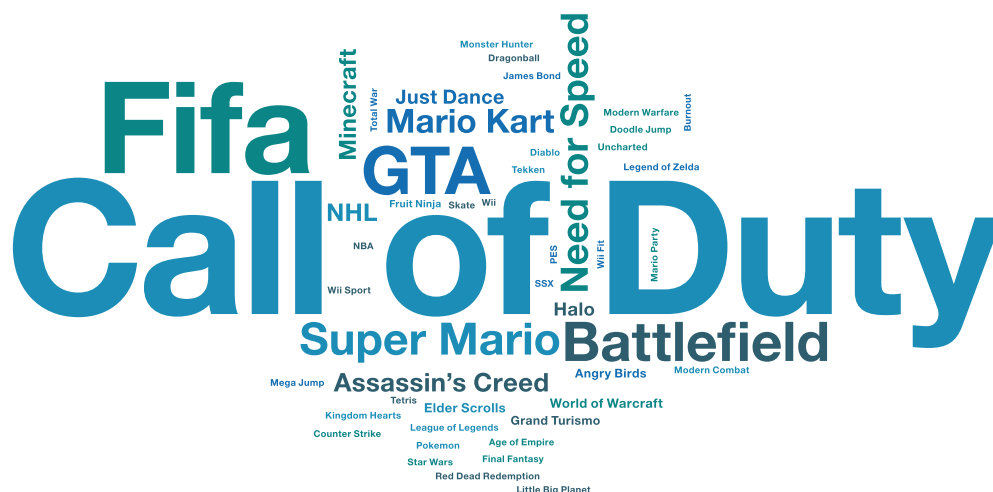 Monster Hunter
Dragonball
James Bond
Need for Speed
Minecraft
Total War
Just Dance
Mario Kart
Fifa
Modern Warfare
Burnout
Doodle Jump
Uncharted
Diablo
Legend of Zelda
GTA
Tekken
Fruit Ninja
Skate
Wii
NHL
Call of Duty
NBA
PES
Wii Fit
Mario Party
SSX
Wii Sport
Halo
Super Mario
Battlefield
Modern Combat
Angry Birds
Mega Jump
Assassin’s Creed
Tetris
Elder Scrolls
World of Warcraft
Kingdom Hearts
Grand Turismo
League of Legends
Counter Strike
Pokemon
Age of Empire
Star Wars
Final Fantasy
Red Dead Redemption
Little Big Planet